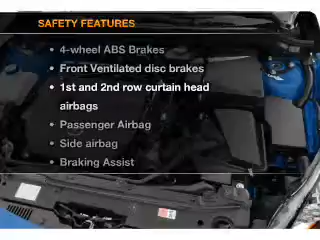 SAFETY FEATURES
• 4-wheel ABS Brakes
• Front Ventilated disc brakes
• 1st and 2nd row curtain head
airbags
• Passenger Airbag
• Side airbag
• Braking Assist